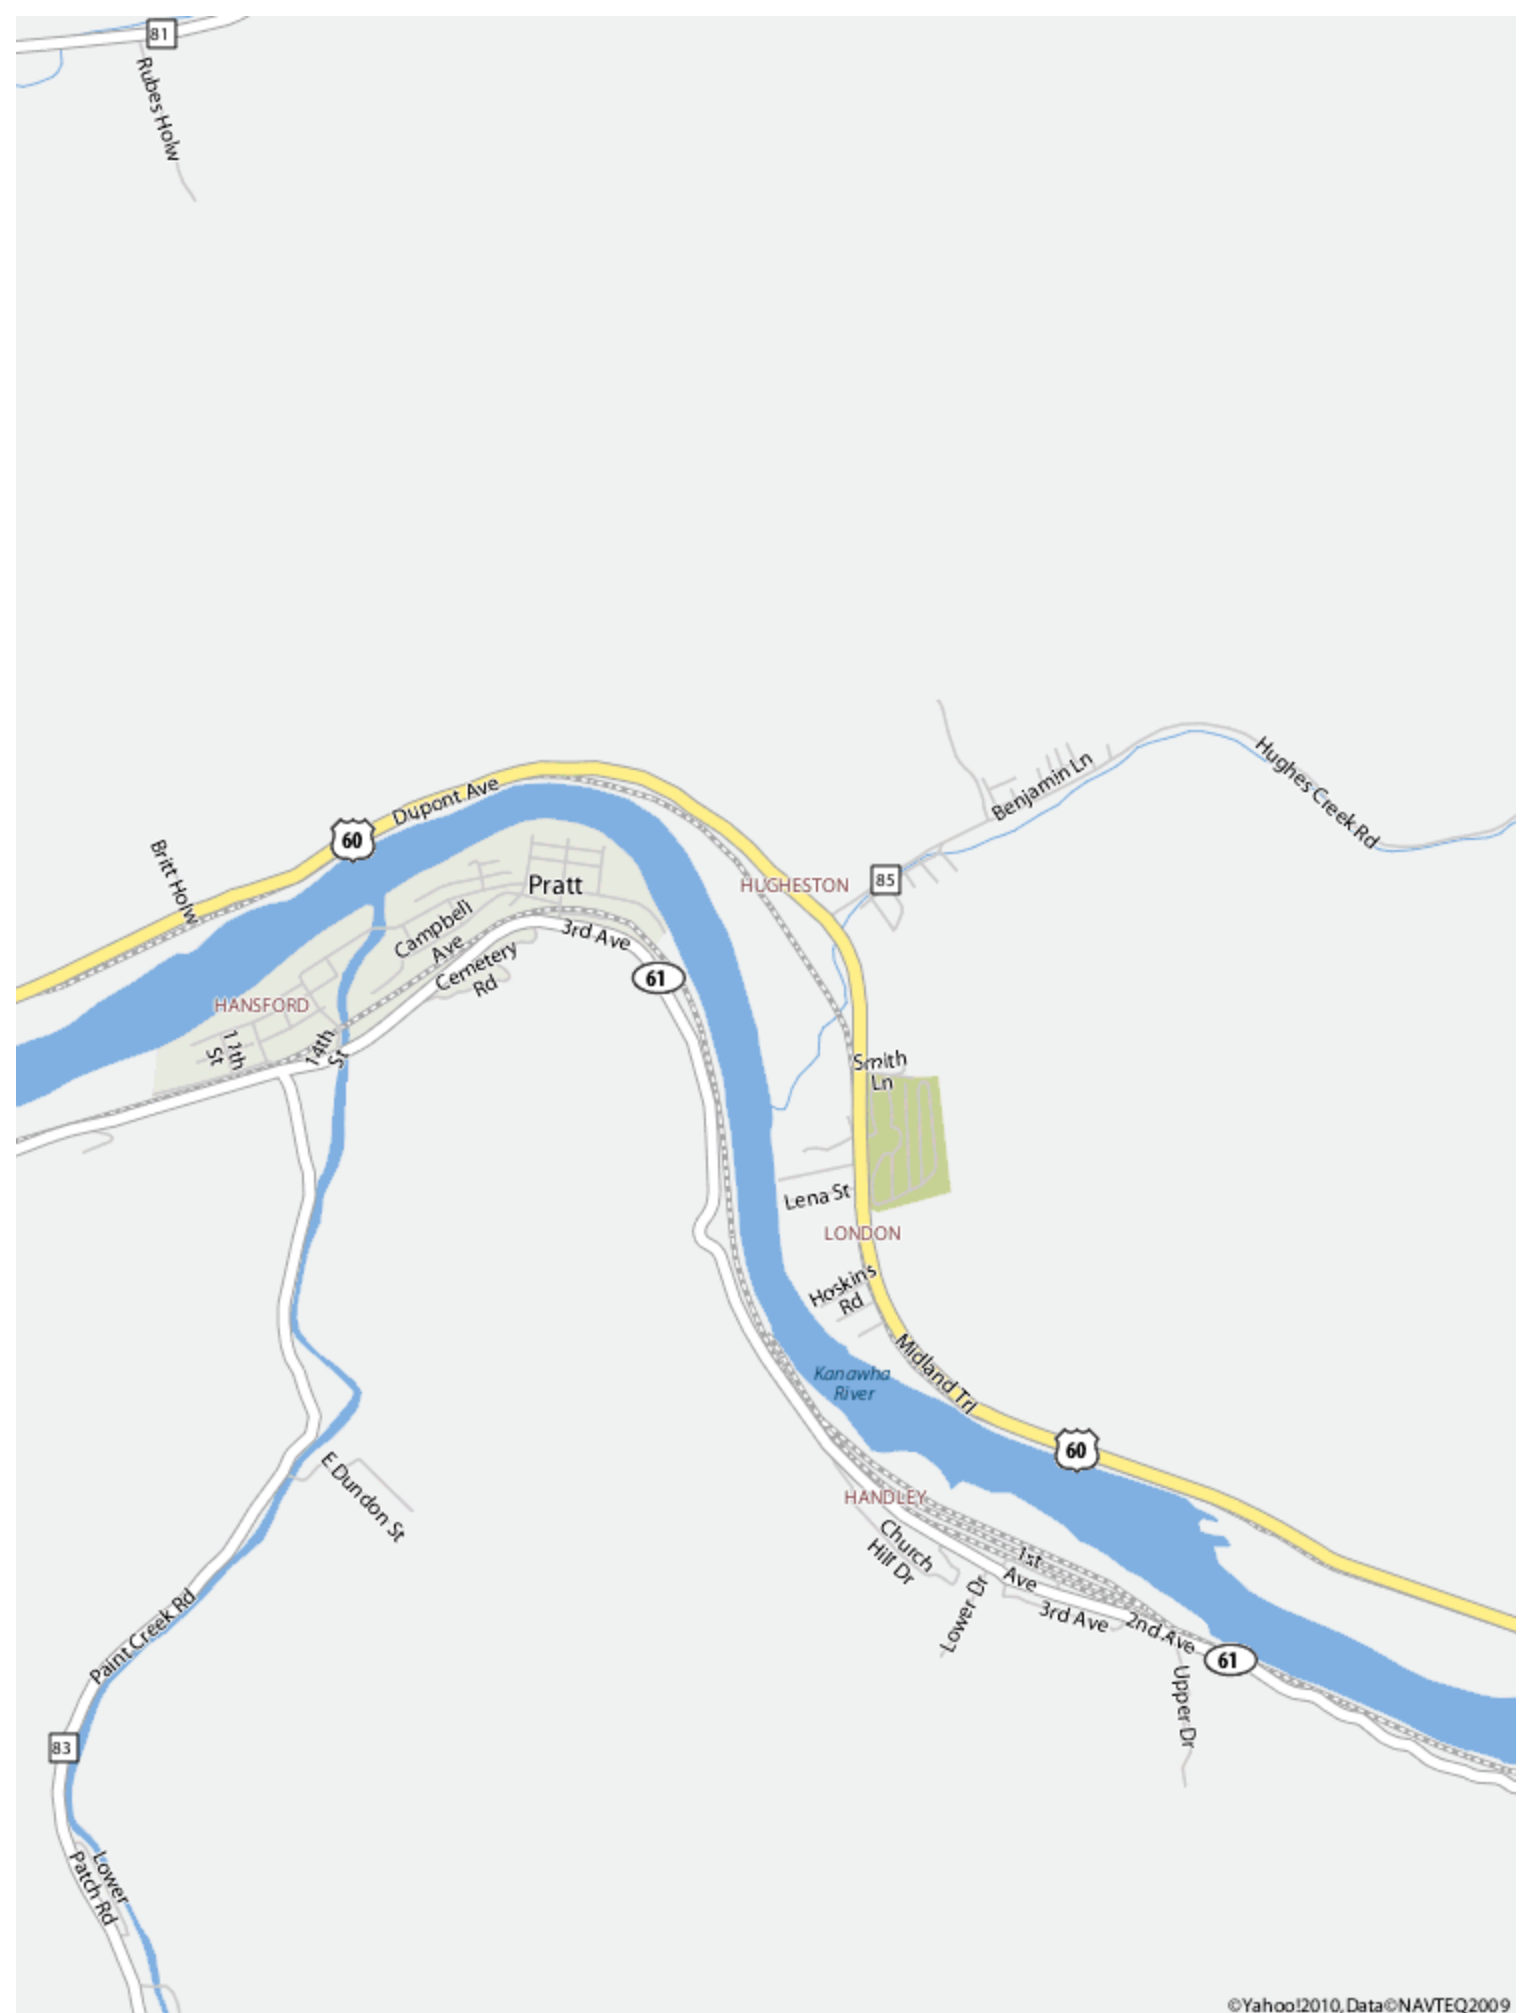 81
Rubes Holw
Hughes Creek Rd
Benjamin Ln
Dupont Ave
60
Britt Holw
85
HUGHESTON
Pratt
Campbell
Ave
3rd Ave
Cemetery
Rd
61
HANSFORD
11th
St
14th
St
Smith
Ln
Lena St
LONDON
Hoskins
Rd
Midland Trl
Kanawha
River
60
E Dundon St
HANDLEY
Church
Hill Dr
1st
Ave
Lower Dr
3rd Ave
2nd Ave
61
Upper Dr
Paint Creek Rd
83
Lower
Patch Rd
©Yahoo!2010, Data©NAVTEQ2009